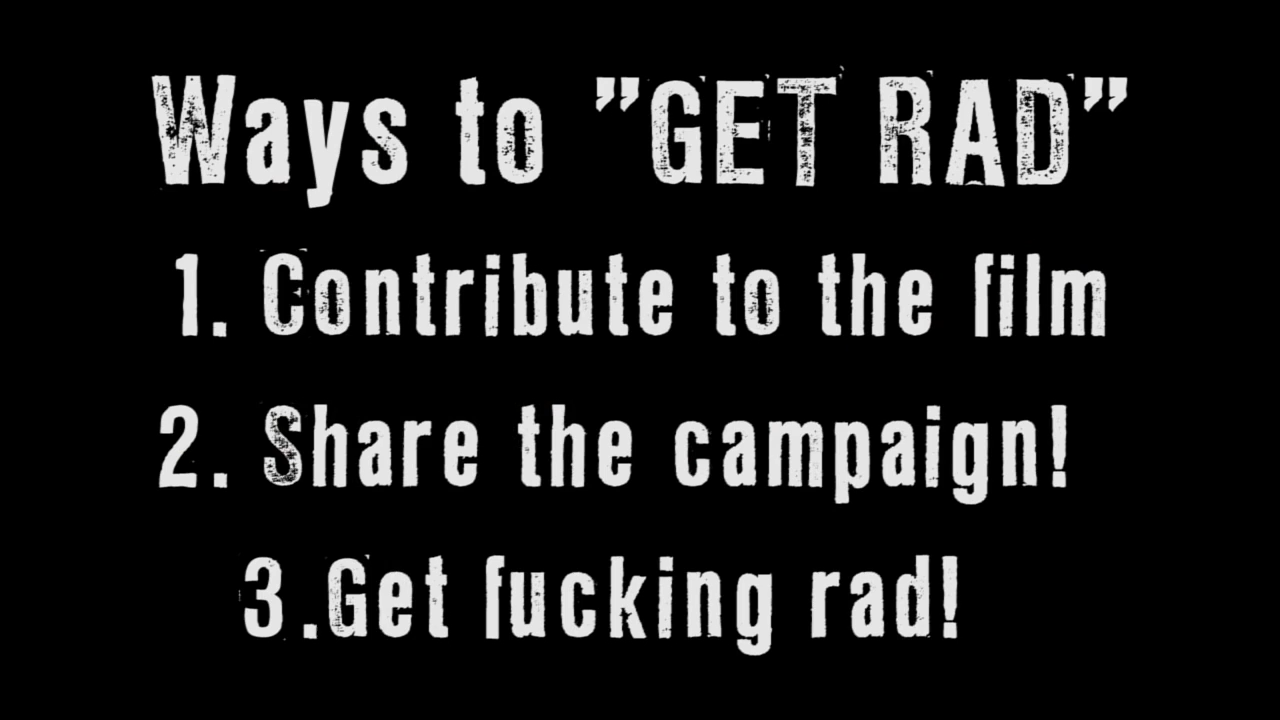 Ways to "GET RAD"
1. Contribute to the film
2. Share the campaign!
3.Get fucking rad!